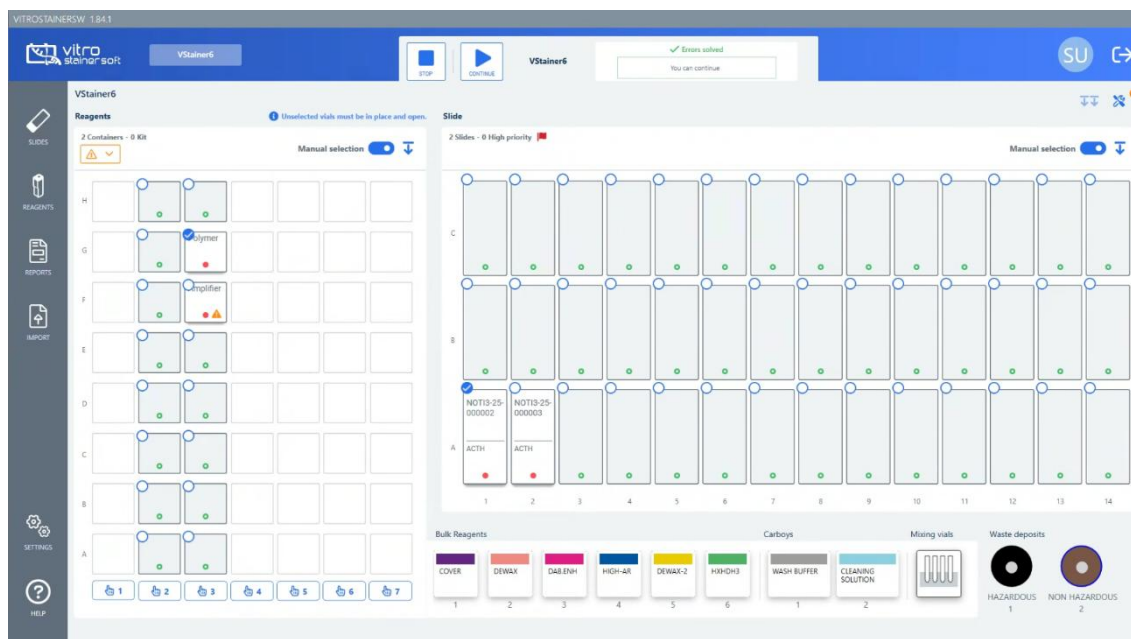 VITROSTAINERSW 1.84.1
vitro
stainer soft
VStainer6
STOP
CONTINUE
VStainer6
Errors solved
You can continue
SU
VStainer6
Reagents
Unselected vials must be in place and open.
Slide
SLIDES
REAGENTS
REPORTS
IMPORT
SETTINGS
HELP
2 Containers - 0 Kit
Manual selection
H
G
olymer
F
mplifier
E
D
C
B
A
1 2 3 4 5 6 7
2 Slides - 0 High priority
Manual selection
C
B
A
NOTI3-25-
000002
ACTH
NOTI3-25-
000003
ACTH
1 2 3 4 5 6 7 8 9 10 11 12 13 14
Bulk Reagents
COVER
DEWAX
DAB.ENH
HIGH-AR
DEWAX-2
HXHDH3
1 2 3 4 5 6
Carboys
WASH BUFFER
CLEANING
SOLUTION
1 2
Mixing vials
Waste deposits
HAZARDOUS
1
NON HAZARDOUS
2